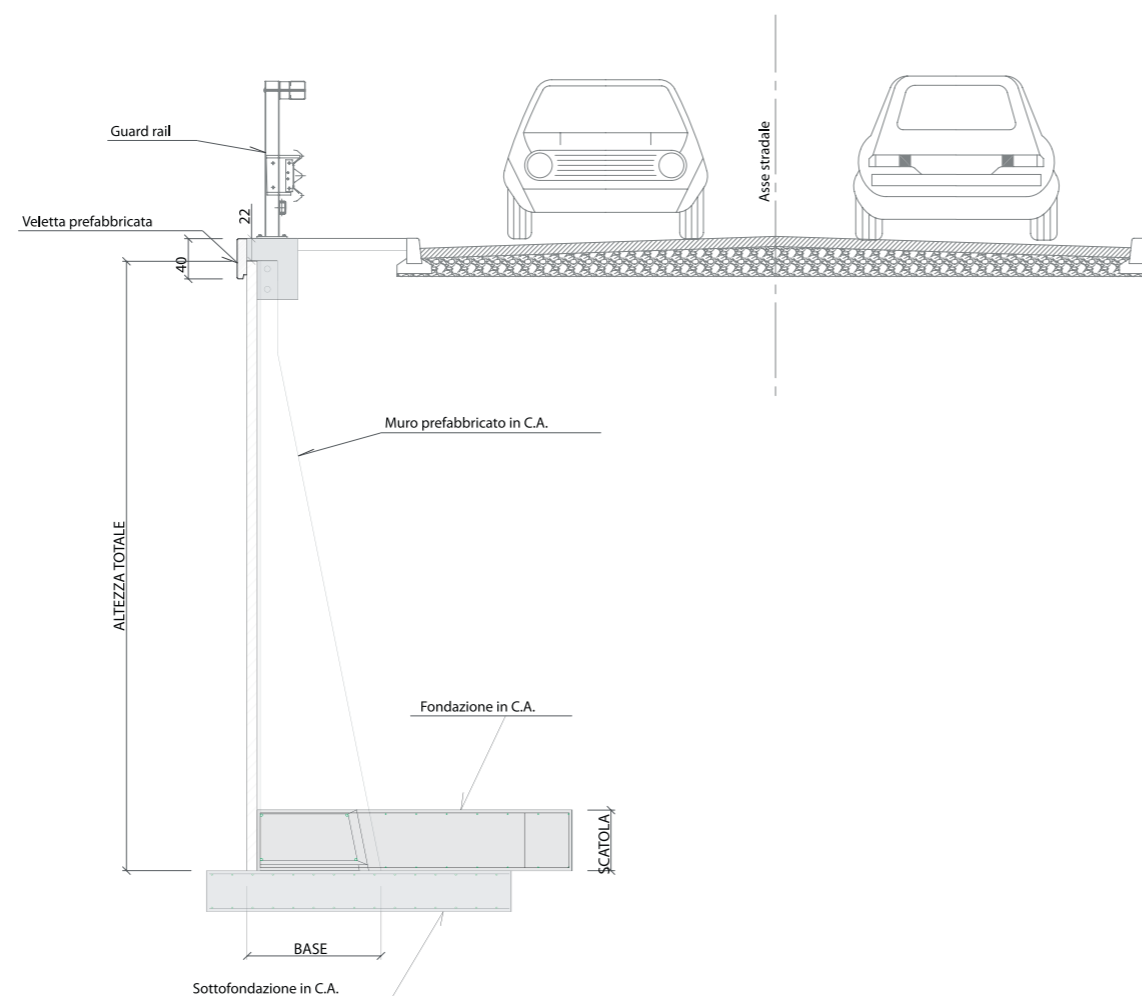 Guard rail
Asse stradale
Veletta prefabbricata
22
40
Muro prefabbricato in C.A.
ALTEZZA TOTALE
Fondazione in C.A.
SCATOLA
BASE
Sottofondazione in C.A.